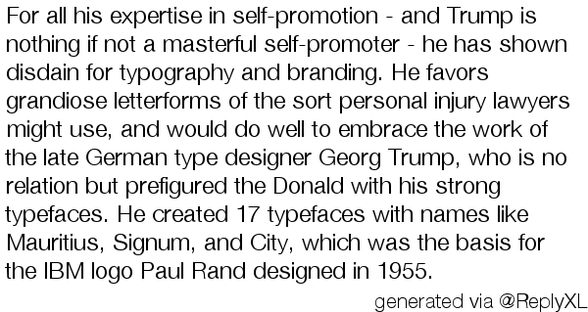 For all his expertise in self-promotion - and Trump is
nothing if not a masterful self-promoter - he has shown
disdain for typography and branding. He favors
grandiose letterforms of the sort personal injury lawyers
might use, and would do well to embrace the work of
the late German type designer Georg Trump, who is no
relation but prefigured the Donald with his strong
typefaces. He created 17 typefaces with names like
Mauritius, Signum, and City, which was the basis for
the IBM logo Paul Rand designed in 1955.
generated via @ReplyXL